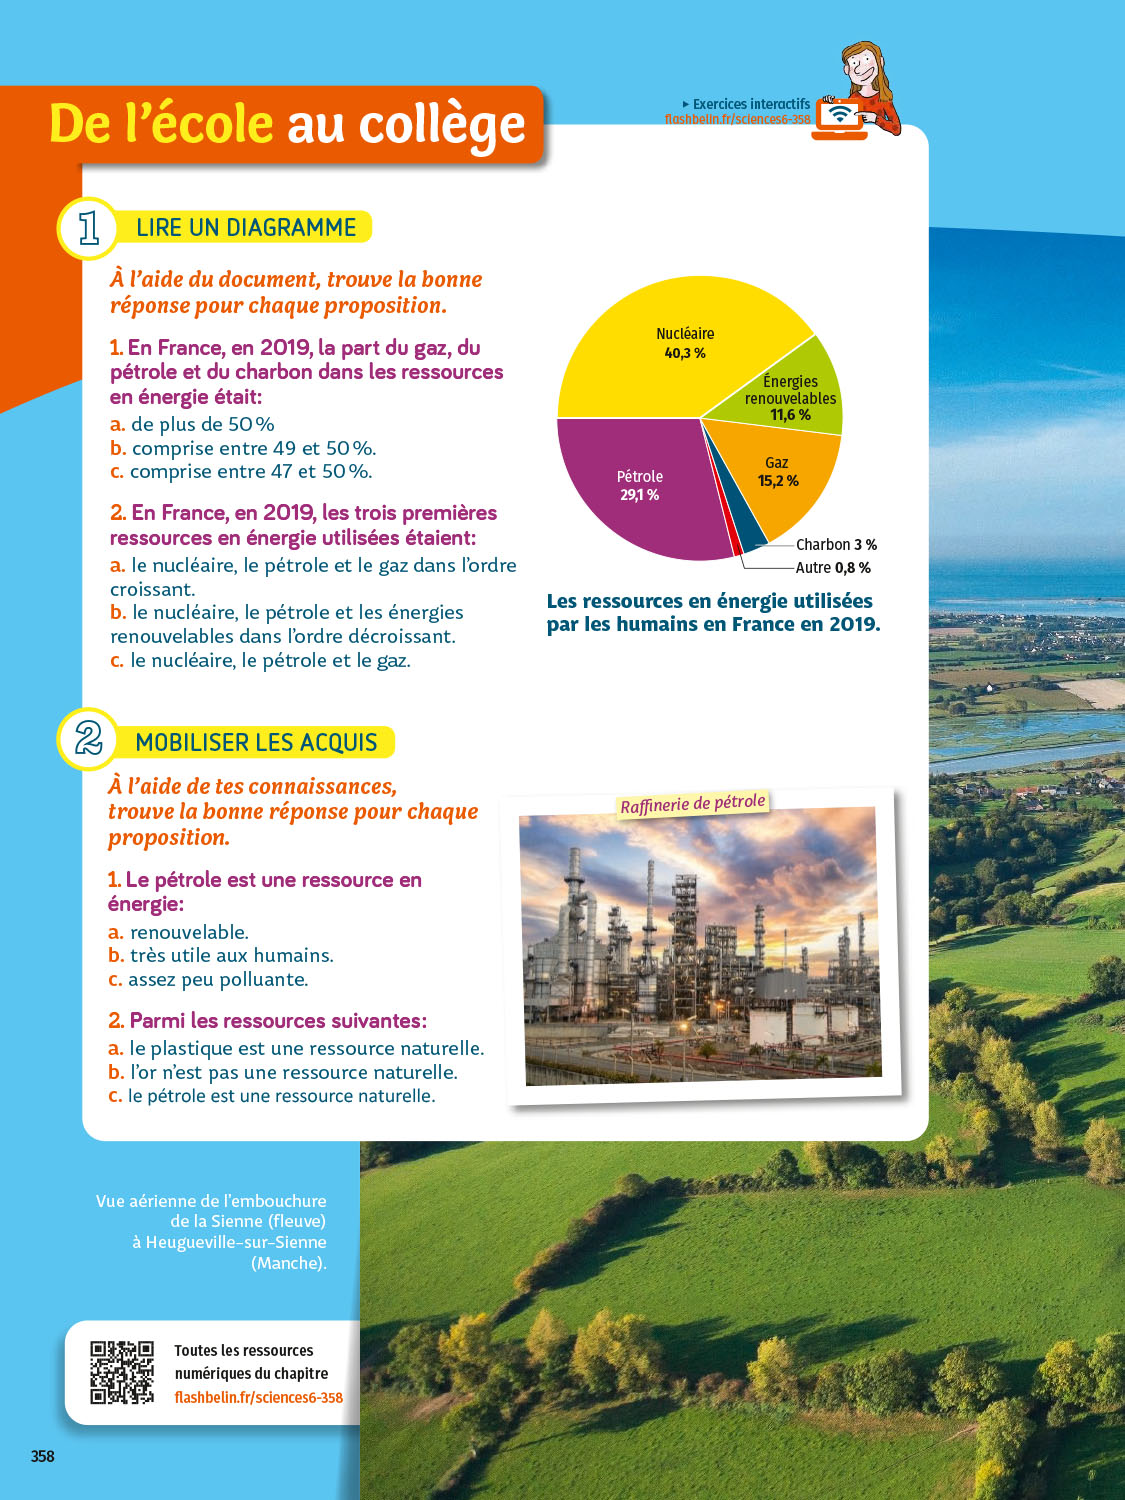 De l'école au collège
▸ Exercices interactifs
flashbelin.fr/sciences6-358
1 LIRE UN DIAGRAMME
À l'aide du document, trouve la bonne
réponse pour chaque proposition.
1. En France, en 2019, la part du gaz, du
pétrole et du charbon dans les ressources
en énergie était :
a. de plus de 50 %
b. comprise entre 49 et 50 %.
c. comprise entre 47 et 50 %.
2. En France, en 2019, les trois premières
ressources en énergie utilisées étaient :
a. le nucléaire, le pétrole et le gaz dans l'ordre
croissant.
b. le nucléaire, le pétrole et les énergies
renouvelables dans l'ordre décroissant.
c. le nucléaire, le pétrole et le gaz.
Nucléaire
40,3 %
Énergies
renouvelables
11,6 %
Gaz
15,2 %
Pétrole
29,1 %
Charbon 3 %
Autre 0,8 %
Les ressources en énergie utilisées
par les humains en France en 2019.
2 MOBILISER LES ACQUIS
À l'aide de tes connaissances,
trouve la bonne réponse pour chaque
proposition.
1. Le pétrole est une ressource en
énergie :
a. renouvelable.
b. très utile aux humains.
c. assez peu polluante.
2. Parmi les ressources suivantes :
a. le plastique est une ressource naturelle.
b. l'or n'est pas une ressource naturelle.
c. le pétrole est une ressource naturelle.
Raffinerie de pétrole
Vue aérienne de l'embouchure
de la Sienne (fleuve)
à Heugueville-sur-Sienne
(Manche).
Toutes les ressources
numériques du chapitre
flashbelin.fr/sciences6-358
358